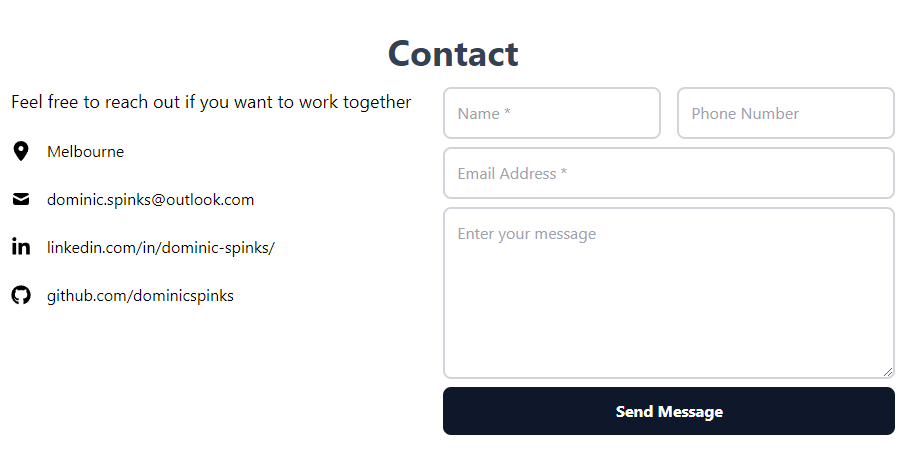 Contact
Feel free to reach out if you want to work together
Melbourne
dominic.spinks@outlook.com
linkedin.com/in/dominic-spinks/
github.com/dominicspinks
Name *
Phone Number
Email Address *
Enter your message
Send Message